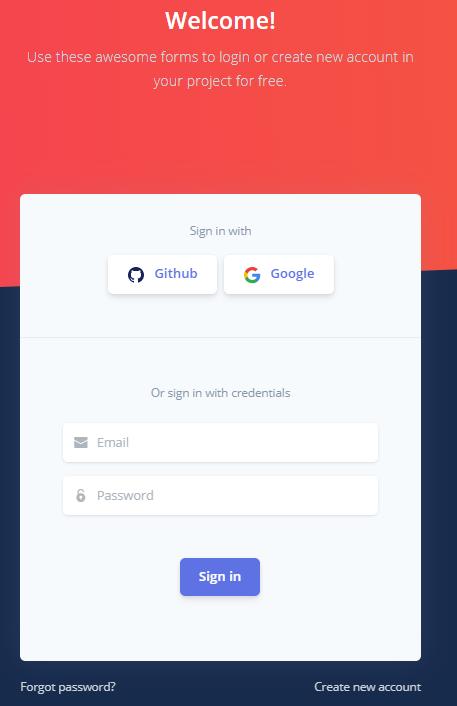 Welcome!
Use these awesome forms to login or create new account in
your project for free.
Sign in with
Github
Google
Or sign in with credentials
Email
Password
Sign in
Forgot password?
Create new account